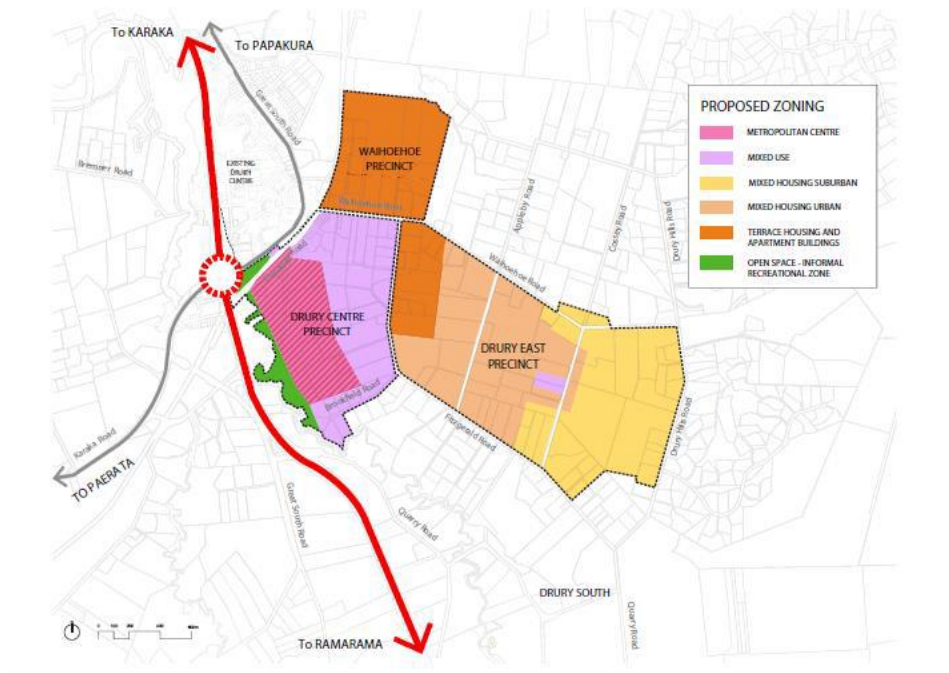 To KARAKA
To PAPAKURA
Great South Road
Bremner Road
EXISTING
DRURY
CENTRE
WAIHOEHOE
PRECINCT
Waihoehoe Road
PROPOSED ZONING
METROPOLITAN CENTRE
MIXED USE
MIXED HOUSING SUBURBAN
MIXED HOUSING URBAN
TERRACE HOUSING AND
APARTMENT BUILDINGS
OPEN SPACE - INFORMAL
RECREATIONAL ZONE
Appleby Road
Cossey Road
Drury Hills Road
Waihoehoe Road
DRURY CENTRE
PRECINCT
DRURY EAST
PRECINCT
Brookfield Road
Fitzgerald Road
Drury Hills Road
Karaka Road
TO PAERATA
Great South Road
Quarry Road
DRURY SOUTH
Quarry Road
To RAMARAMA